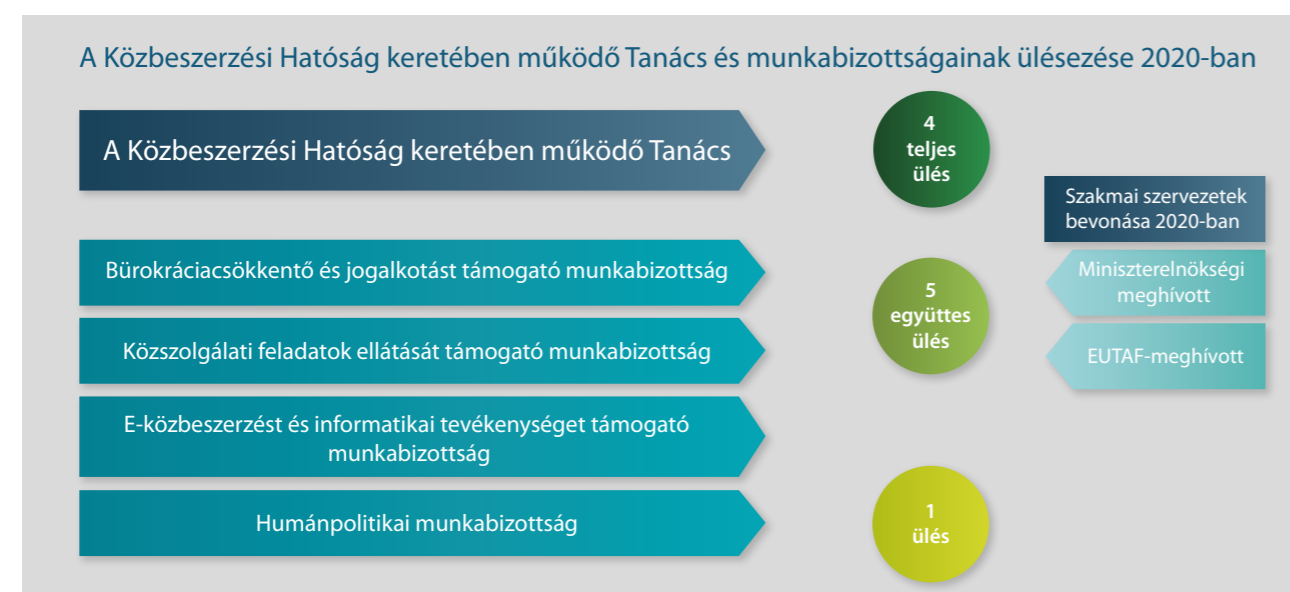 A Közbeszerzési Hatóság keretében működő Tanács és munkabizottságainak ülésezése 2020-ban
A Közbeszerzési Hatóság keretében működő Tanács
4
teljes
ülés
Szakmai szervezetek
bevonása 2020-ban
Bürokráciacsökkentő és jogalkotást támogató munkabizottság
Közszolgálati feladatok ellátását támogató munkabizottság
E-közbeszerzést és informatikai tevékenységet támogató
munkabizottság
5
együttes
ülés
Miniszterelnökségi
meghívott
EUTAF-meghívott
Humánpolitikai munkabizottság
1
ülés